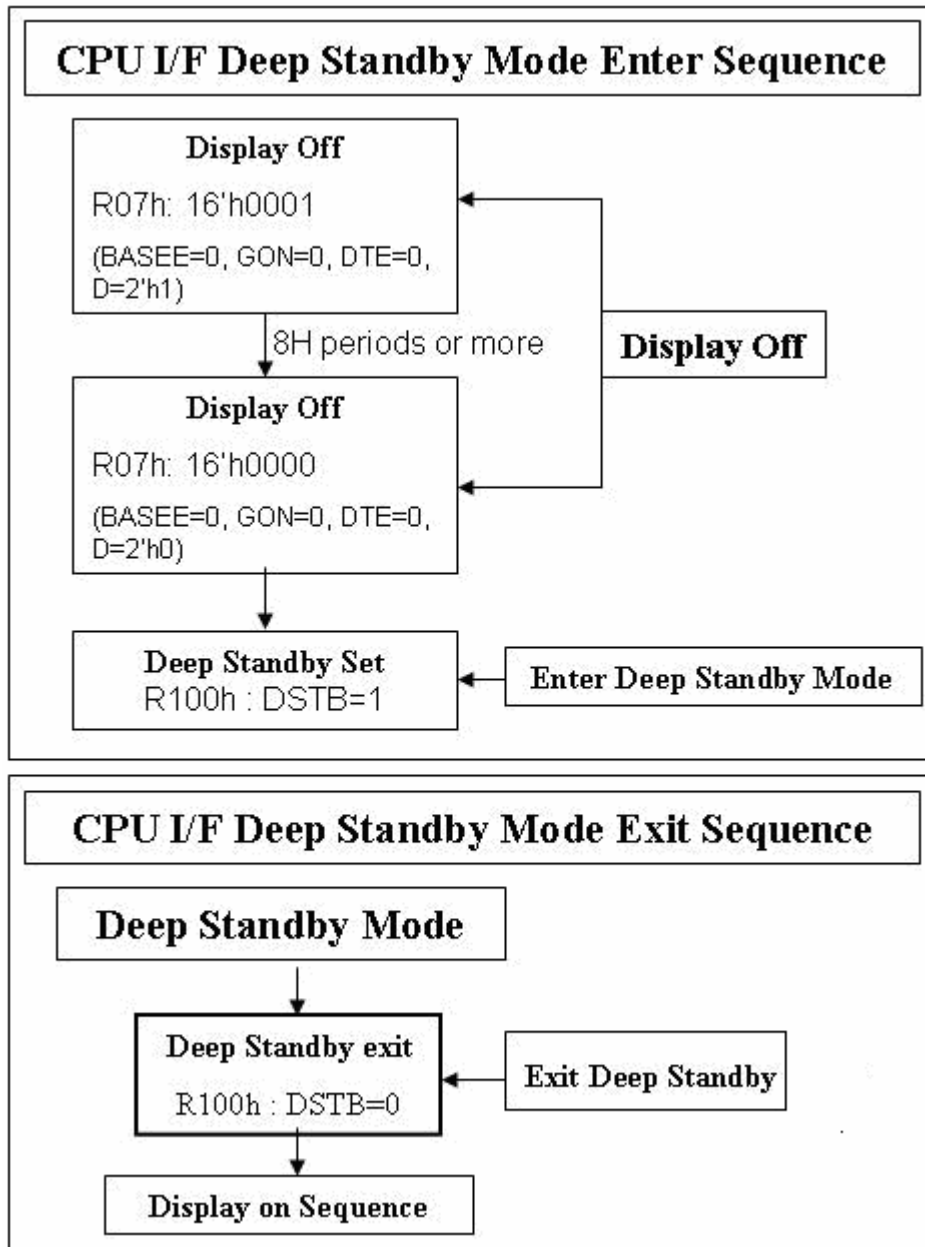 CPU I/F Deep Standby Mode Enter Sequence
Display Off
R07h: 16'h0001
(BASEE=0, GON=0, DTE=0,
D=2'h1)
8H periods or more
Display Off
Display Off
R07h: 16'h0000
(BASEE=0, GON=0, DTE=0,
D=2'h0)
Deep Standby Set
R100h : DSTB=1
Enter Deep Standby Mode
CPU I/F Deep Standby Mode Exit Sequence
Deep Standby Mode
Deep Standby exit
R100h : DSTB=0
Exit Deep Standby
Display on Sequence